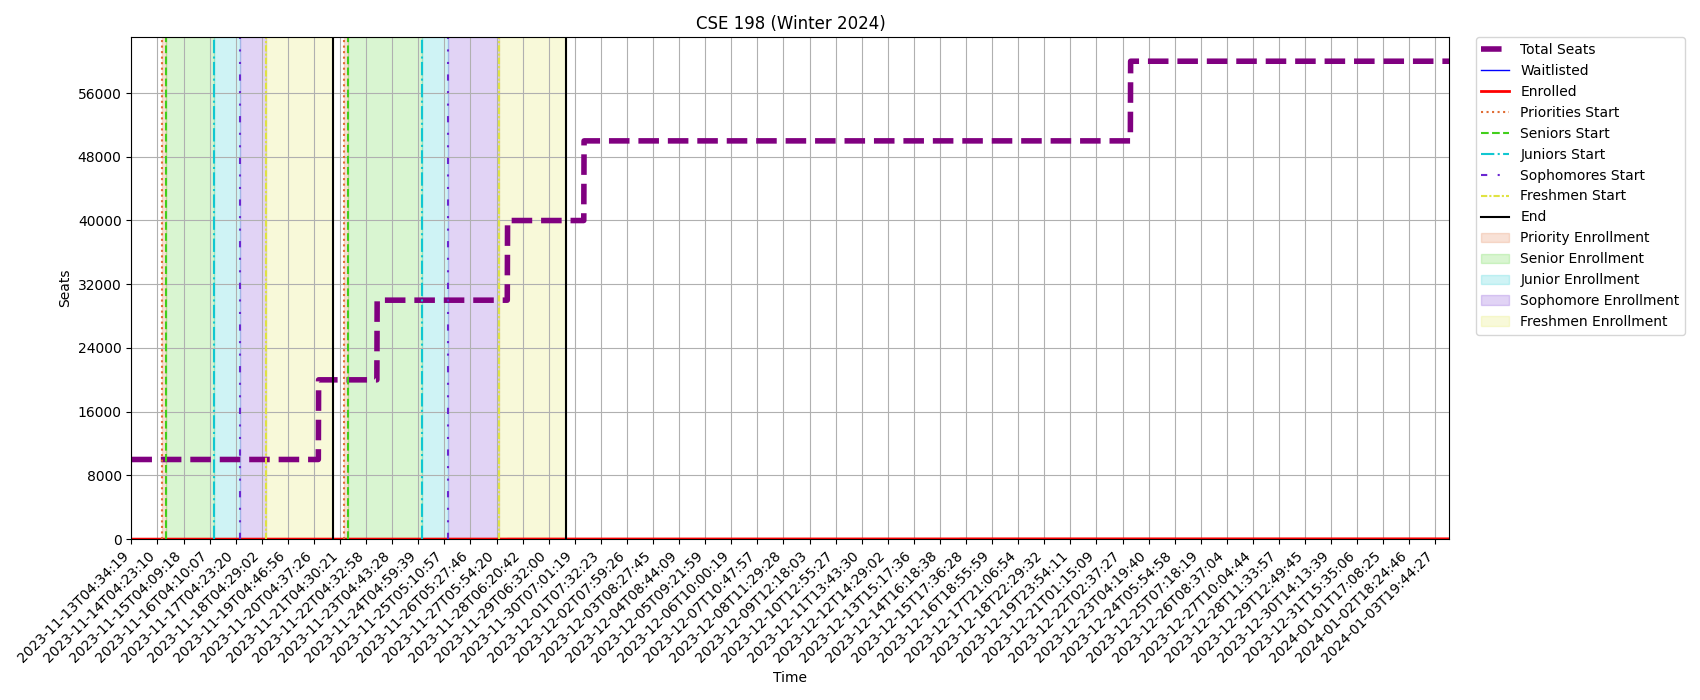 CSE 198 (Winter 2024)
Seats
56000
48000
40000
32000
24000
16000
8000
0
2023-11-13T04:34:19
2023-11-14T04:23:10
2023-11-15T04:09:18
2023-11-16T04:10:07
2023-11-17T04:23:20
2023-11-18T04:29:02
2023-11-19T04:46:56
2023-11-20T04:37:26
2023-11-21T04:30:21
2023-11-22T04:32:58
2023-11-23T04:43:28
2023-11-24T04:59:39
2023-11-25T05:10:57
2023-11-26T05:27:46
2023-11-27T05:54:20
2023-11-28T06:20:42
2023-11-29T06:32:00
2023-11-30T07:01:19
2023-12-01T07:32:23
2023-12-02T07:59:26
2023-12-03T08:27:45
2023-12-04T08:44:09
2023-12-05T09:21:59
2023-12-06T10:00:19
2023-12-07T10:47:57
2023-12-08T11:29:28
2023-12-09T12:18:03
2023-12-10T12:55:27
2023-12-11T13:43:30
2023-12-12T14:29:02
2023-12-13T15:17:36
2023-12-14T16:18:38
2023-12-15T17:36:28
2023-12-16T18:55:59
2023-12-17T21:06:54
2023-12-18T22:29:32
2023-12-19T23:54:11
2023-12-21T01:15:09
2023-12-22T02:37:27
2023-12-23T04:19:40
2023-12-24T05:54:58
2023-12-25T07:18:19
2023-12-26T08:37:04
2023-12-27T10:04:44
2023-12-28T11:33:57
2023-12-29T12:49:45
2023-12-30T14:13:39
2023-12-31T15:35:06
2024-01-01T17:08:25
2024-01-02T18:24:46
2024-01-03T19:44:27
Time
Total Seats
Waitlisted
Enrolled
Priorities Start
Seniors Start
Juniors Start
Sophomores Start
Freshmen Start
End
Priority Enrollment
Senior Enrollment
Junior Enrollment
Sophomore Enrollment
Freshmen Enrollment